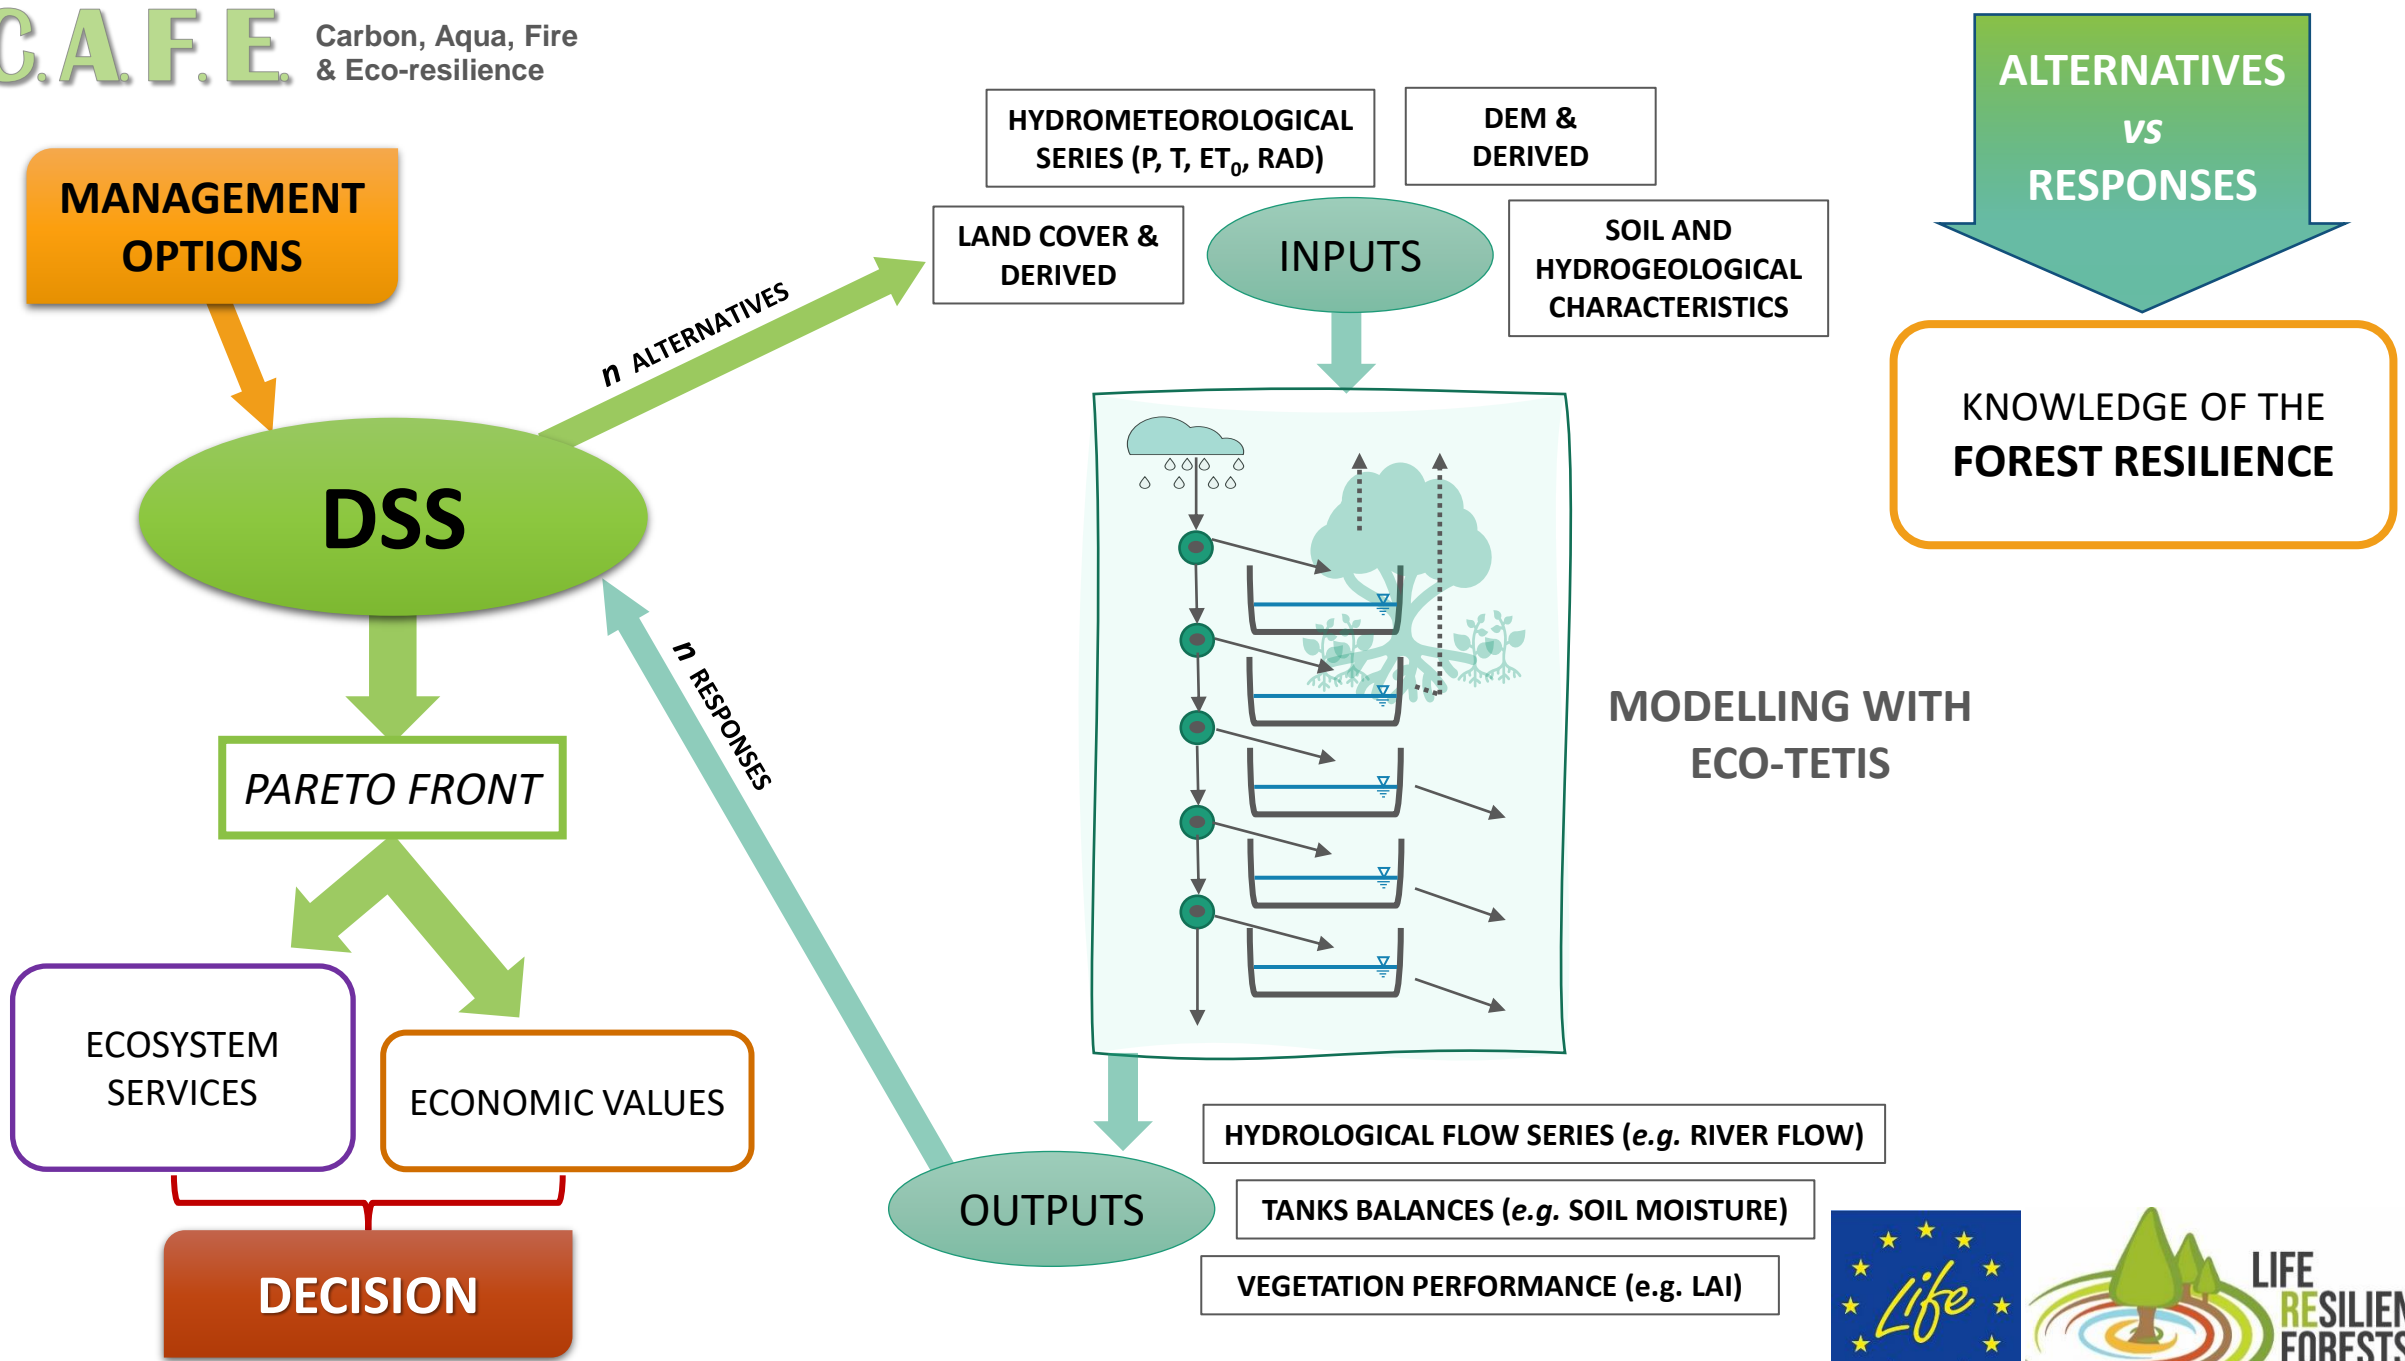 C.A.F.E.
Carbon, Aqua, Fire
& Eco-resilience
MANAGEMENT
OPTIONS
DSS
n ALTERNATIVES
n RESPONSES
PARETO FRONT
ECOSYSTEM
SERVICES
ECONOMIC VALUES
DECISION
HYDROMETEOROLOGICAL
SERIES (P, T, ET₀, RAD)
DEM &
DERIVED
LAND COVER &
DERIVED
INPUTS
SOIL AND
HYDROGEOLOGICAL
CHARACTERISTICS
MODELLING WITH
ECO-TETIS
OUTPUTS
HYDROLOGICAL FLOW SERIES (e.g. RIVER FLOW)
TANKS BALANCES (e.g. SOIL MOISTURE)
VEGETATION PERFORMANCE (e.g. LAI)
ALTERNATIVES
vs
RESPONSES
KNOWLEDGE OF THE
FOREST RESILIENCE
Life
LIFE
RESILIEN
FORESTS